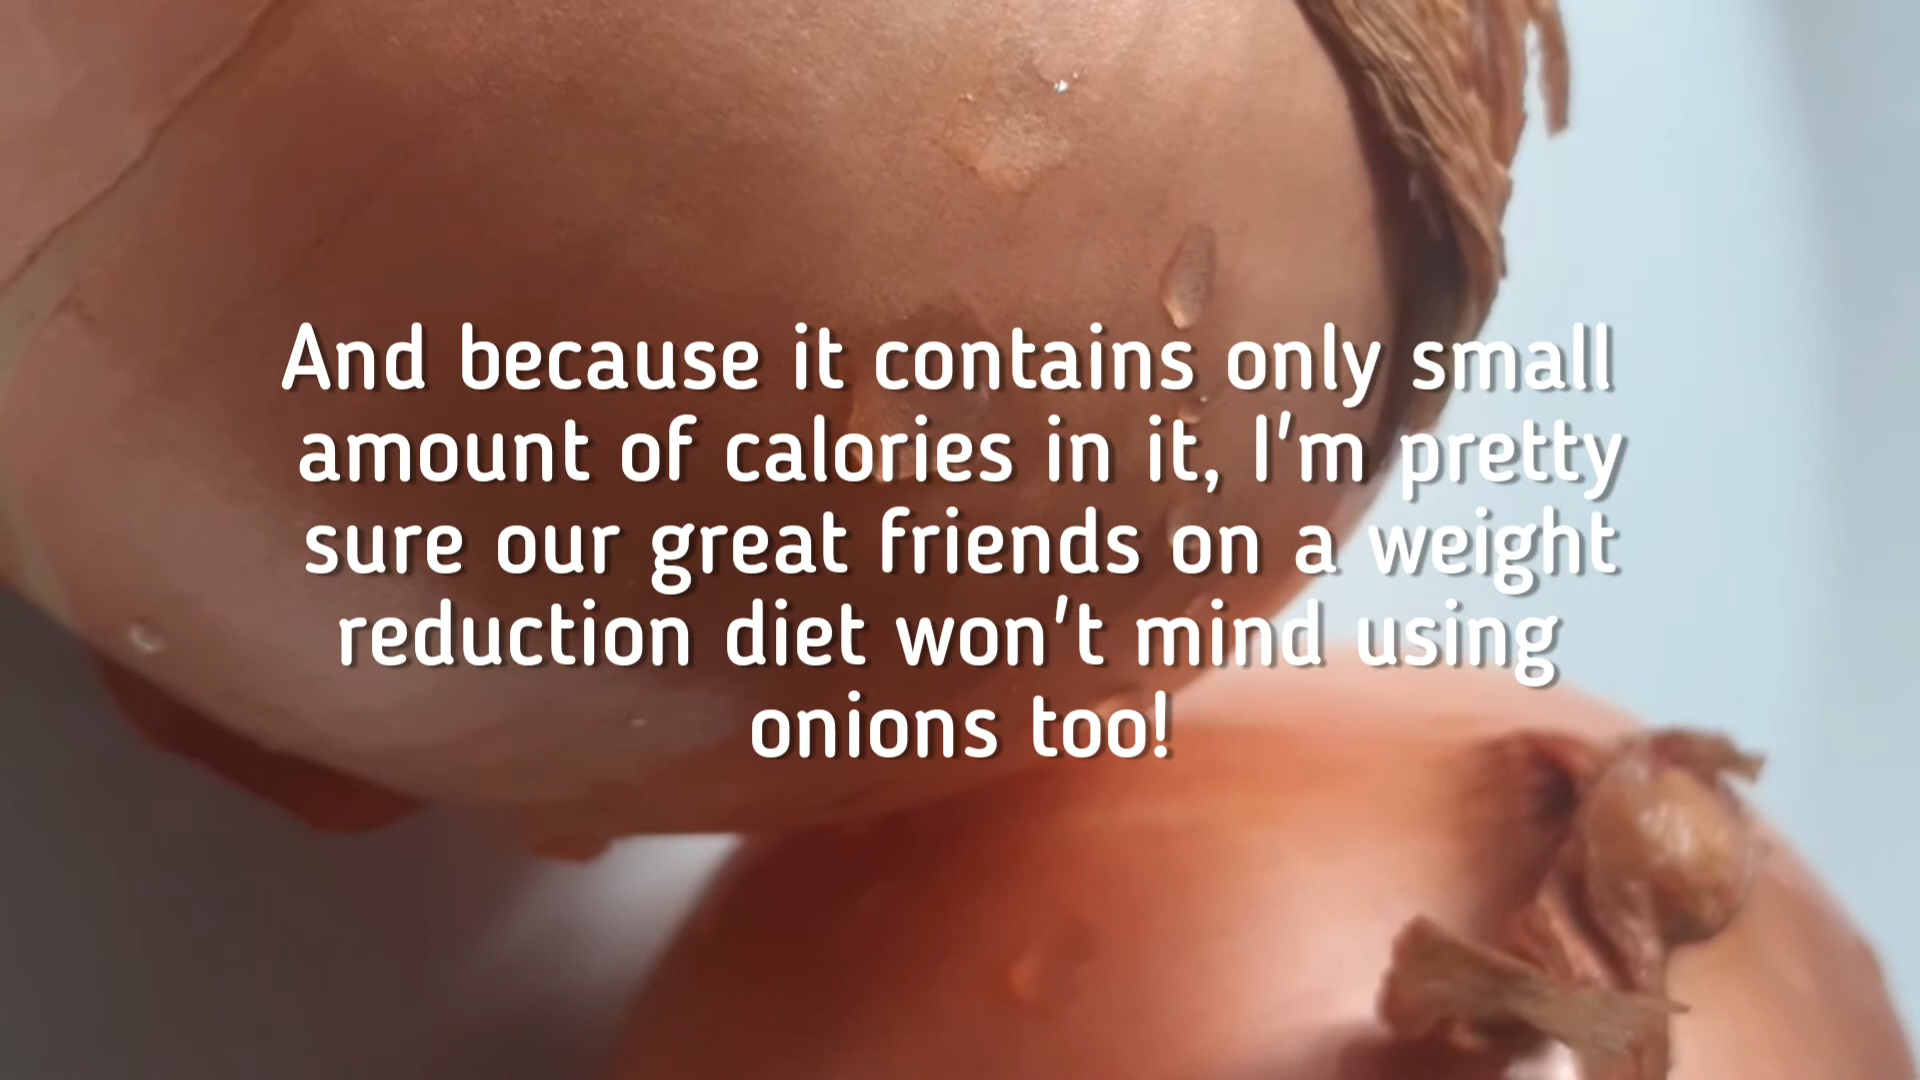 And because it contains only small
amount of calories in it, I'm pretty
sure our great friends on a weight
reduction diet won't mind using
onions too!